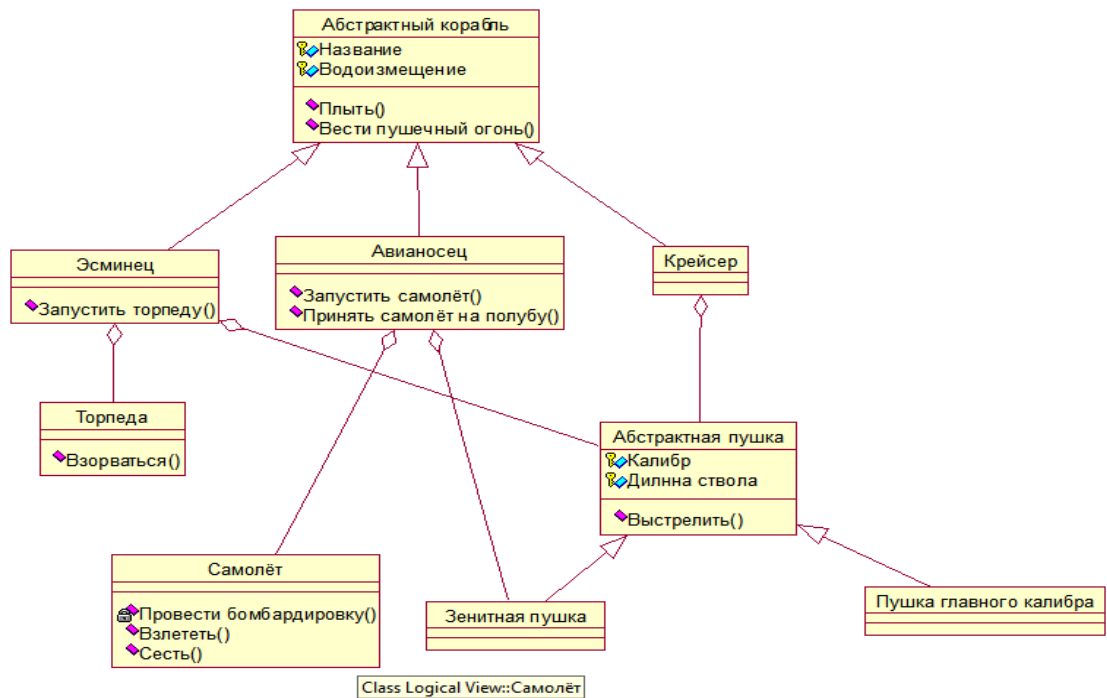 Абстрактный корабль
Название
Водоизмещение
Плыть()
Вести пушечный огонь()
Эсминец
Запустить торпеду()
Авианосец
Запустить самолёт()
Принять самолёт на полубу()
Крейсер
Торпеда
Взорваться()
Абстрактная пушка
Калибр
Дилнна ствола
Выстрелить()
Самолёт
Провести бомбардировку()
Взлететь()
Сесть()
Зенитная пушка
Пушка главного калибра
Class Logical View::Самолёт